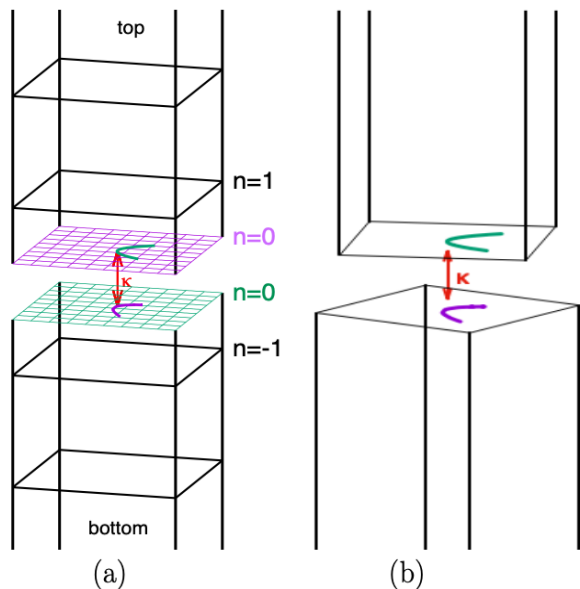 top
n=1
n=0
κ
n=0
n=-1
bottom
(a)
κ
(b)